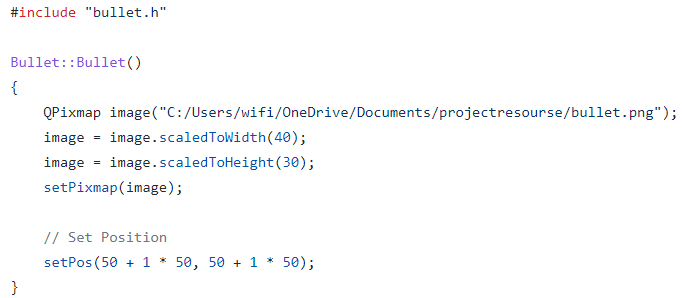 #include "bullet.h"

Bullet::Bullet()
{
    QPixmap image("C:/Users/wifi/OneDrive/Documents/projectresourse/bullet.png");
    image = image.scaledToWidth(40);
    image = image.scaledToHeight(30);
    setPixmap(image);

    // Set Position
    setPos(50 + 1 * 50, 50 + 1 * 50);
}